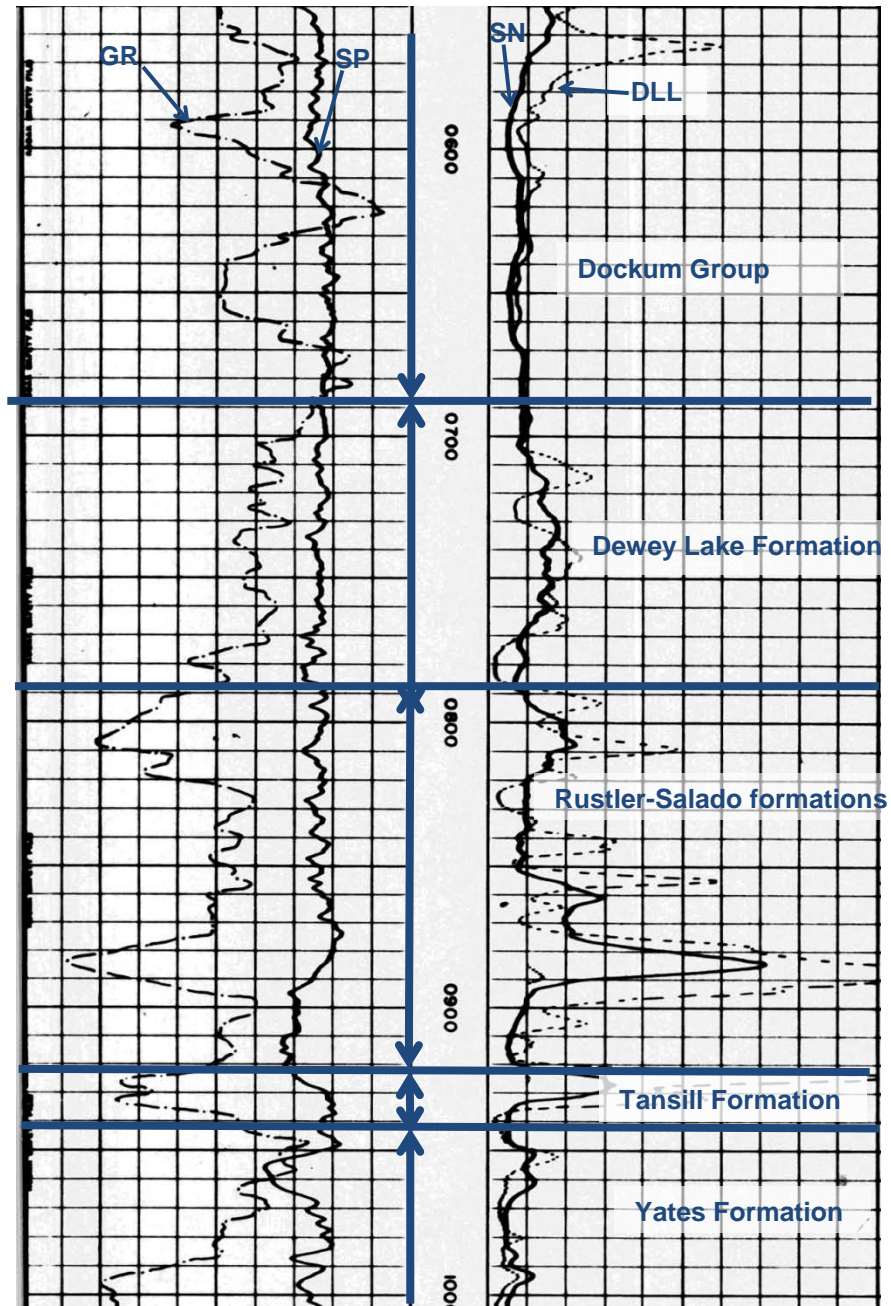 GR
SP
SN
DLL
0600
Dockum Group
0700
Dewey Lake Formation
0800
Rustler-Salado formations
0900
Tansill Formation
Yates Formation